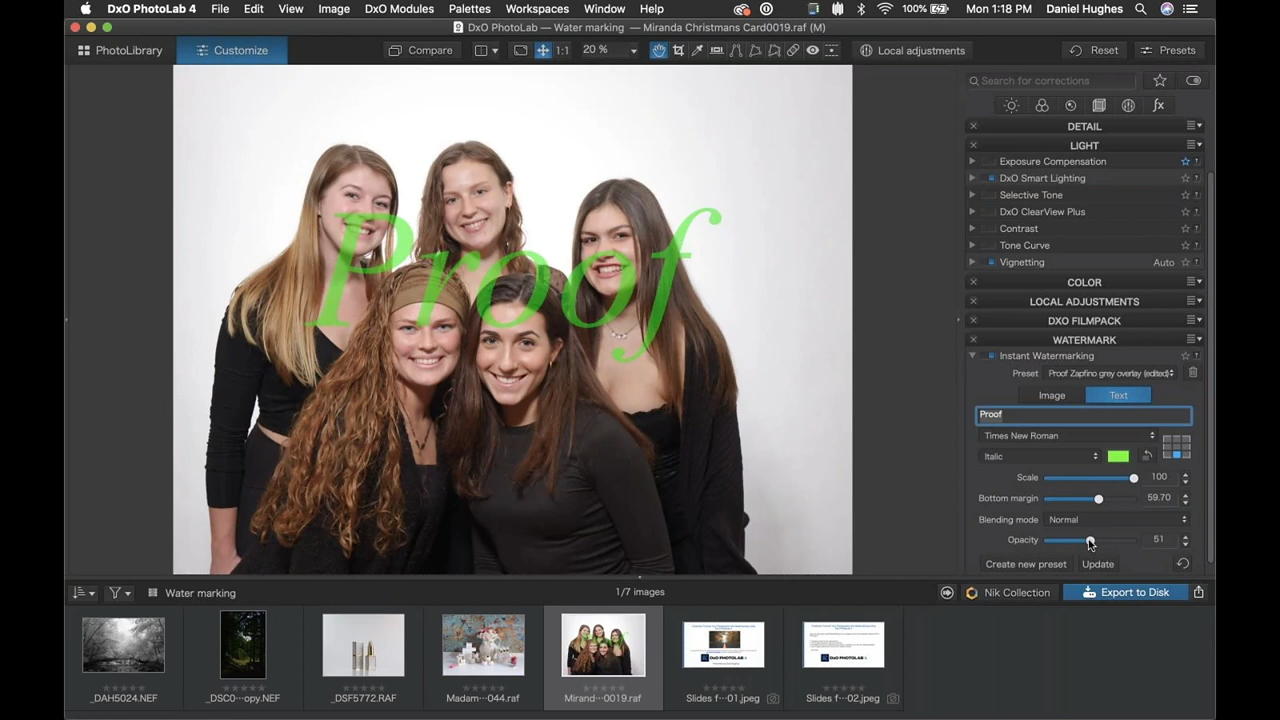 DxO PhotoLab 4 File Edit View Image DxO Modules Palettes Workspaces Window Help 100% Mon 1:18 PM Daniel Hughes
DxO PhotoLab — Water marking — Miranda Christmans Card0019.raf (M)
PhotoLibrary Customize Compare 1:1 20 % Local adjustments Reset Presets
Search for corrections
fx
DETAIL
LIGHT
Exposure Compensation
DxO Smart Lighting
Selective Tone
DxO ClearView Plus
Contrast
Tone Curve
Vignetting Auto
COLOR
LOCAL ADJUSTMENTS
DXO FILMPACK
WATERMARK
Instant Watermarking
Preset Proof Zapfino grey overlay (edited)
Image Text
Proof
Times New Roman
Italic
Scale 100
Bottom margin 59.70
Blending mode Normal
Opacity 51
Create new preset Update
Proof
Water marking 1/7 images Nik Collection Export to Disk
DXO PHOTOLAB DXO PHOTOLAB
_DAH5024.NEF _DSC0···opy.NEF _DSF5772.RAF Madam···044.raf Mirand···0019.raf Slides f···01.jpeg Slides f···02.jpeg